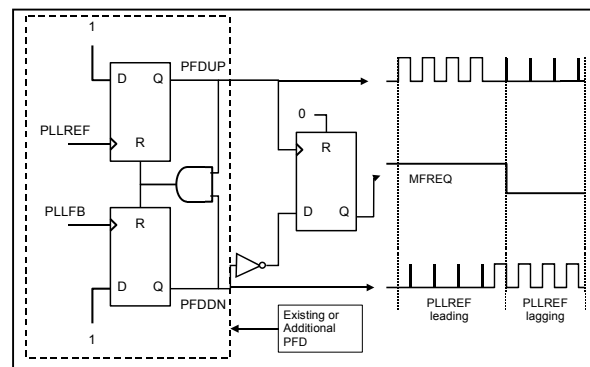 1
D Q
PFDUP
PLLREF
R
0
R
D Q
MFREQ
PLLFB
R
D Q
PFDDN
1
Existing or
Additional
PFD
PLLREF
leading
PLLREF
lagging